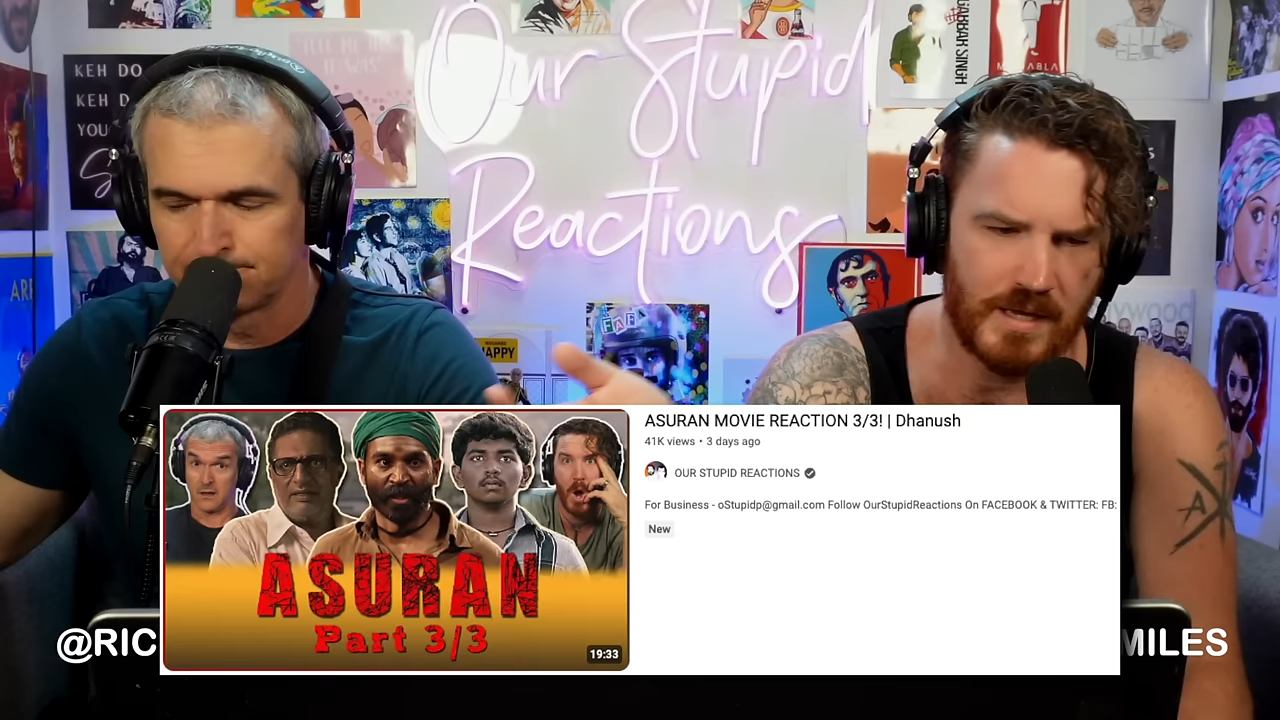 Our Stupid
Reactions
KEH DO
KEH D
YOU
GABBAR SINGH
HAPPY
FARA
ASURAN MOVIE REACTION 3/3! | Dhanush
41K views • 3 days ago
OUR STUPID REACTIONS
For Business - oStupidp@gmail.com Follow OurStupidReactions On FACEBOOK & TWITTER: FB:
New
ASURAN
Part 3/3
19:33
@RIC
MILES